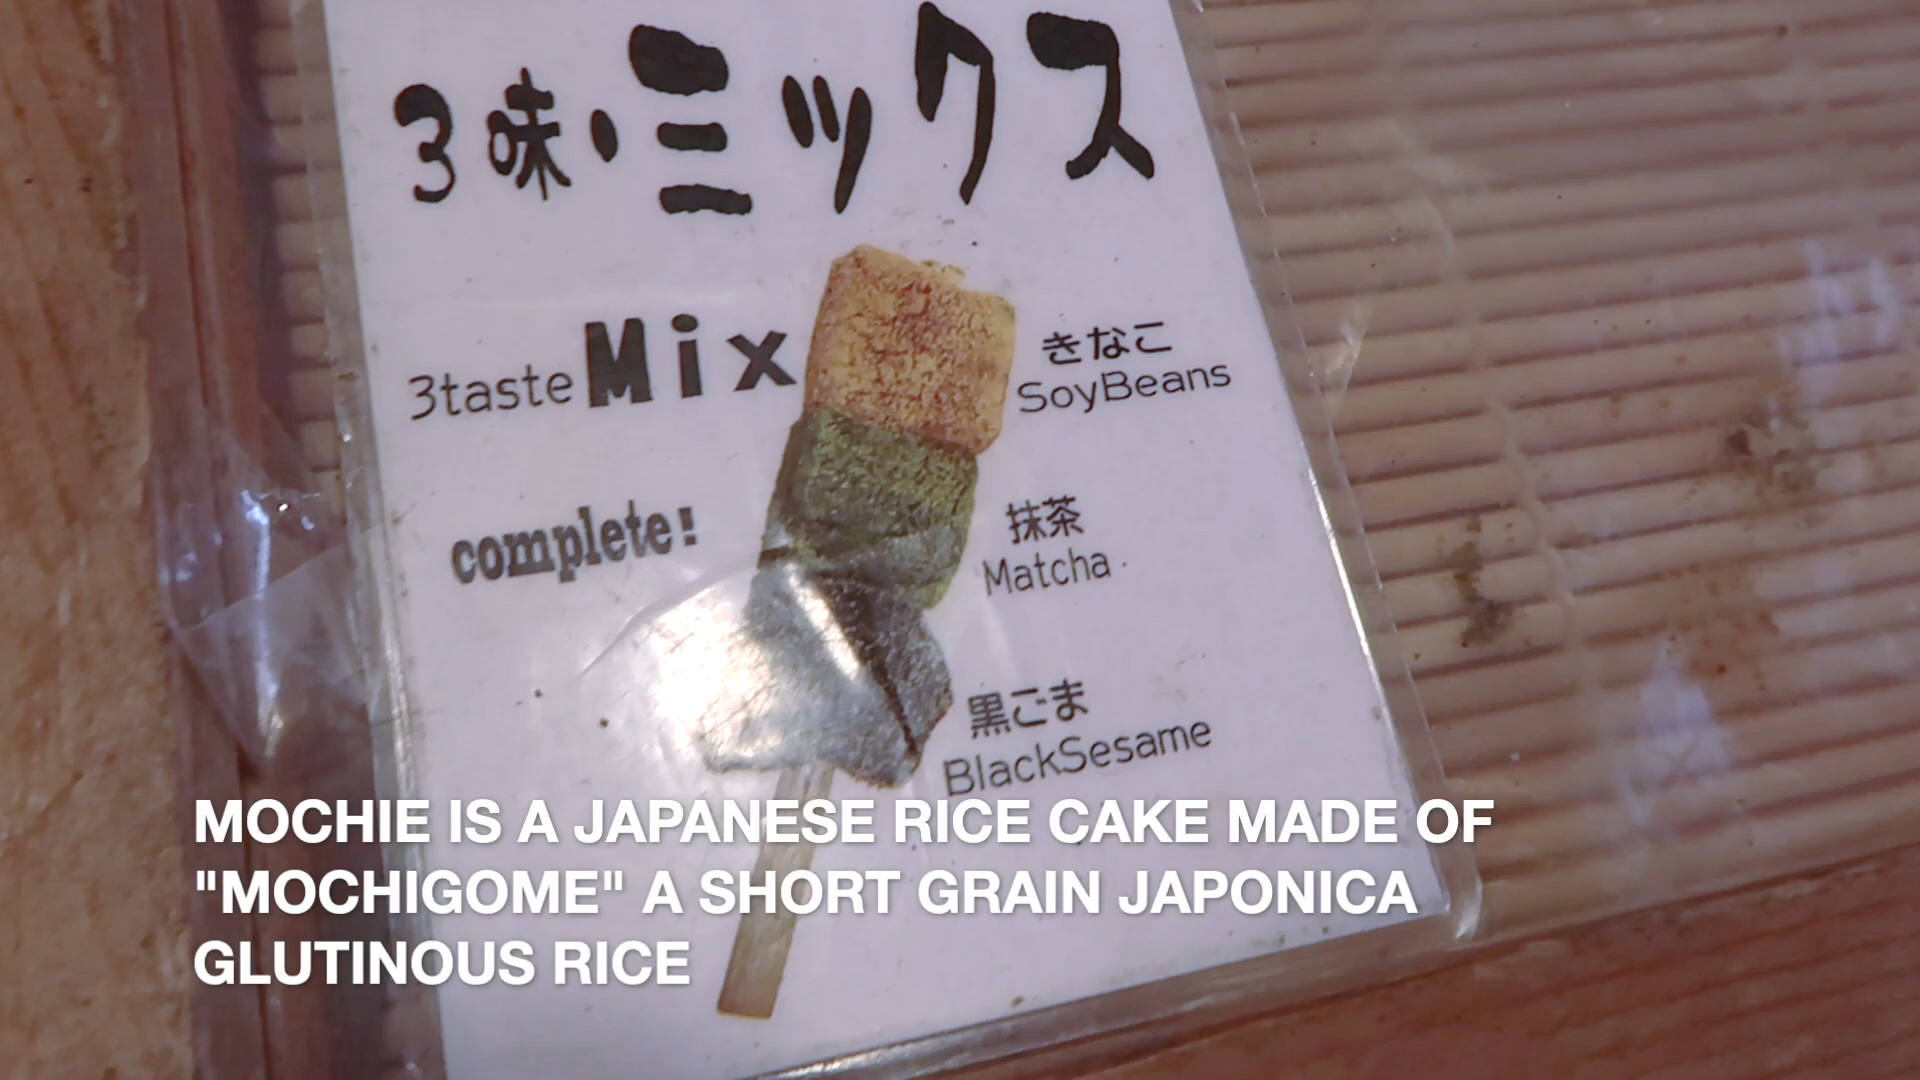 3味・ミックス
3taste Mix
きなこ
SoyBeans
complete!
抹茶
Matcha
黒ごま
BlackSesame
MOCHIE IS A JAPANESE RICE CAKE MADE OF
"MOCHIGOME" A SHORT GRAIN JAPONICA
GLUTINOUS RICE